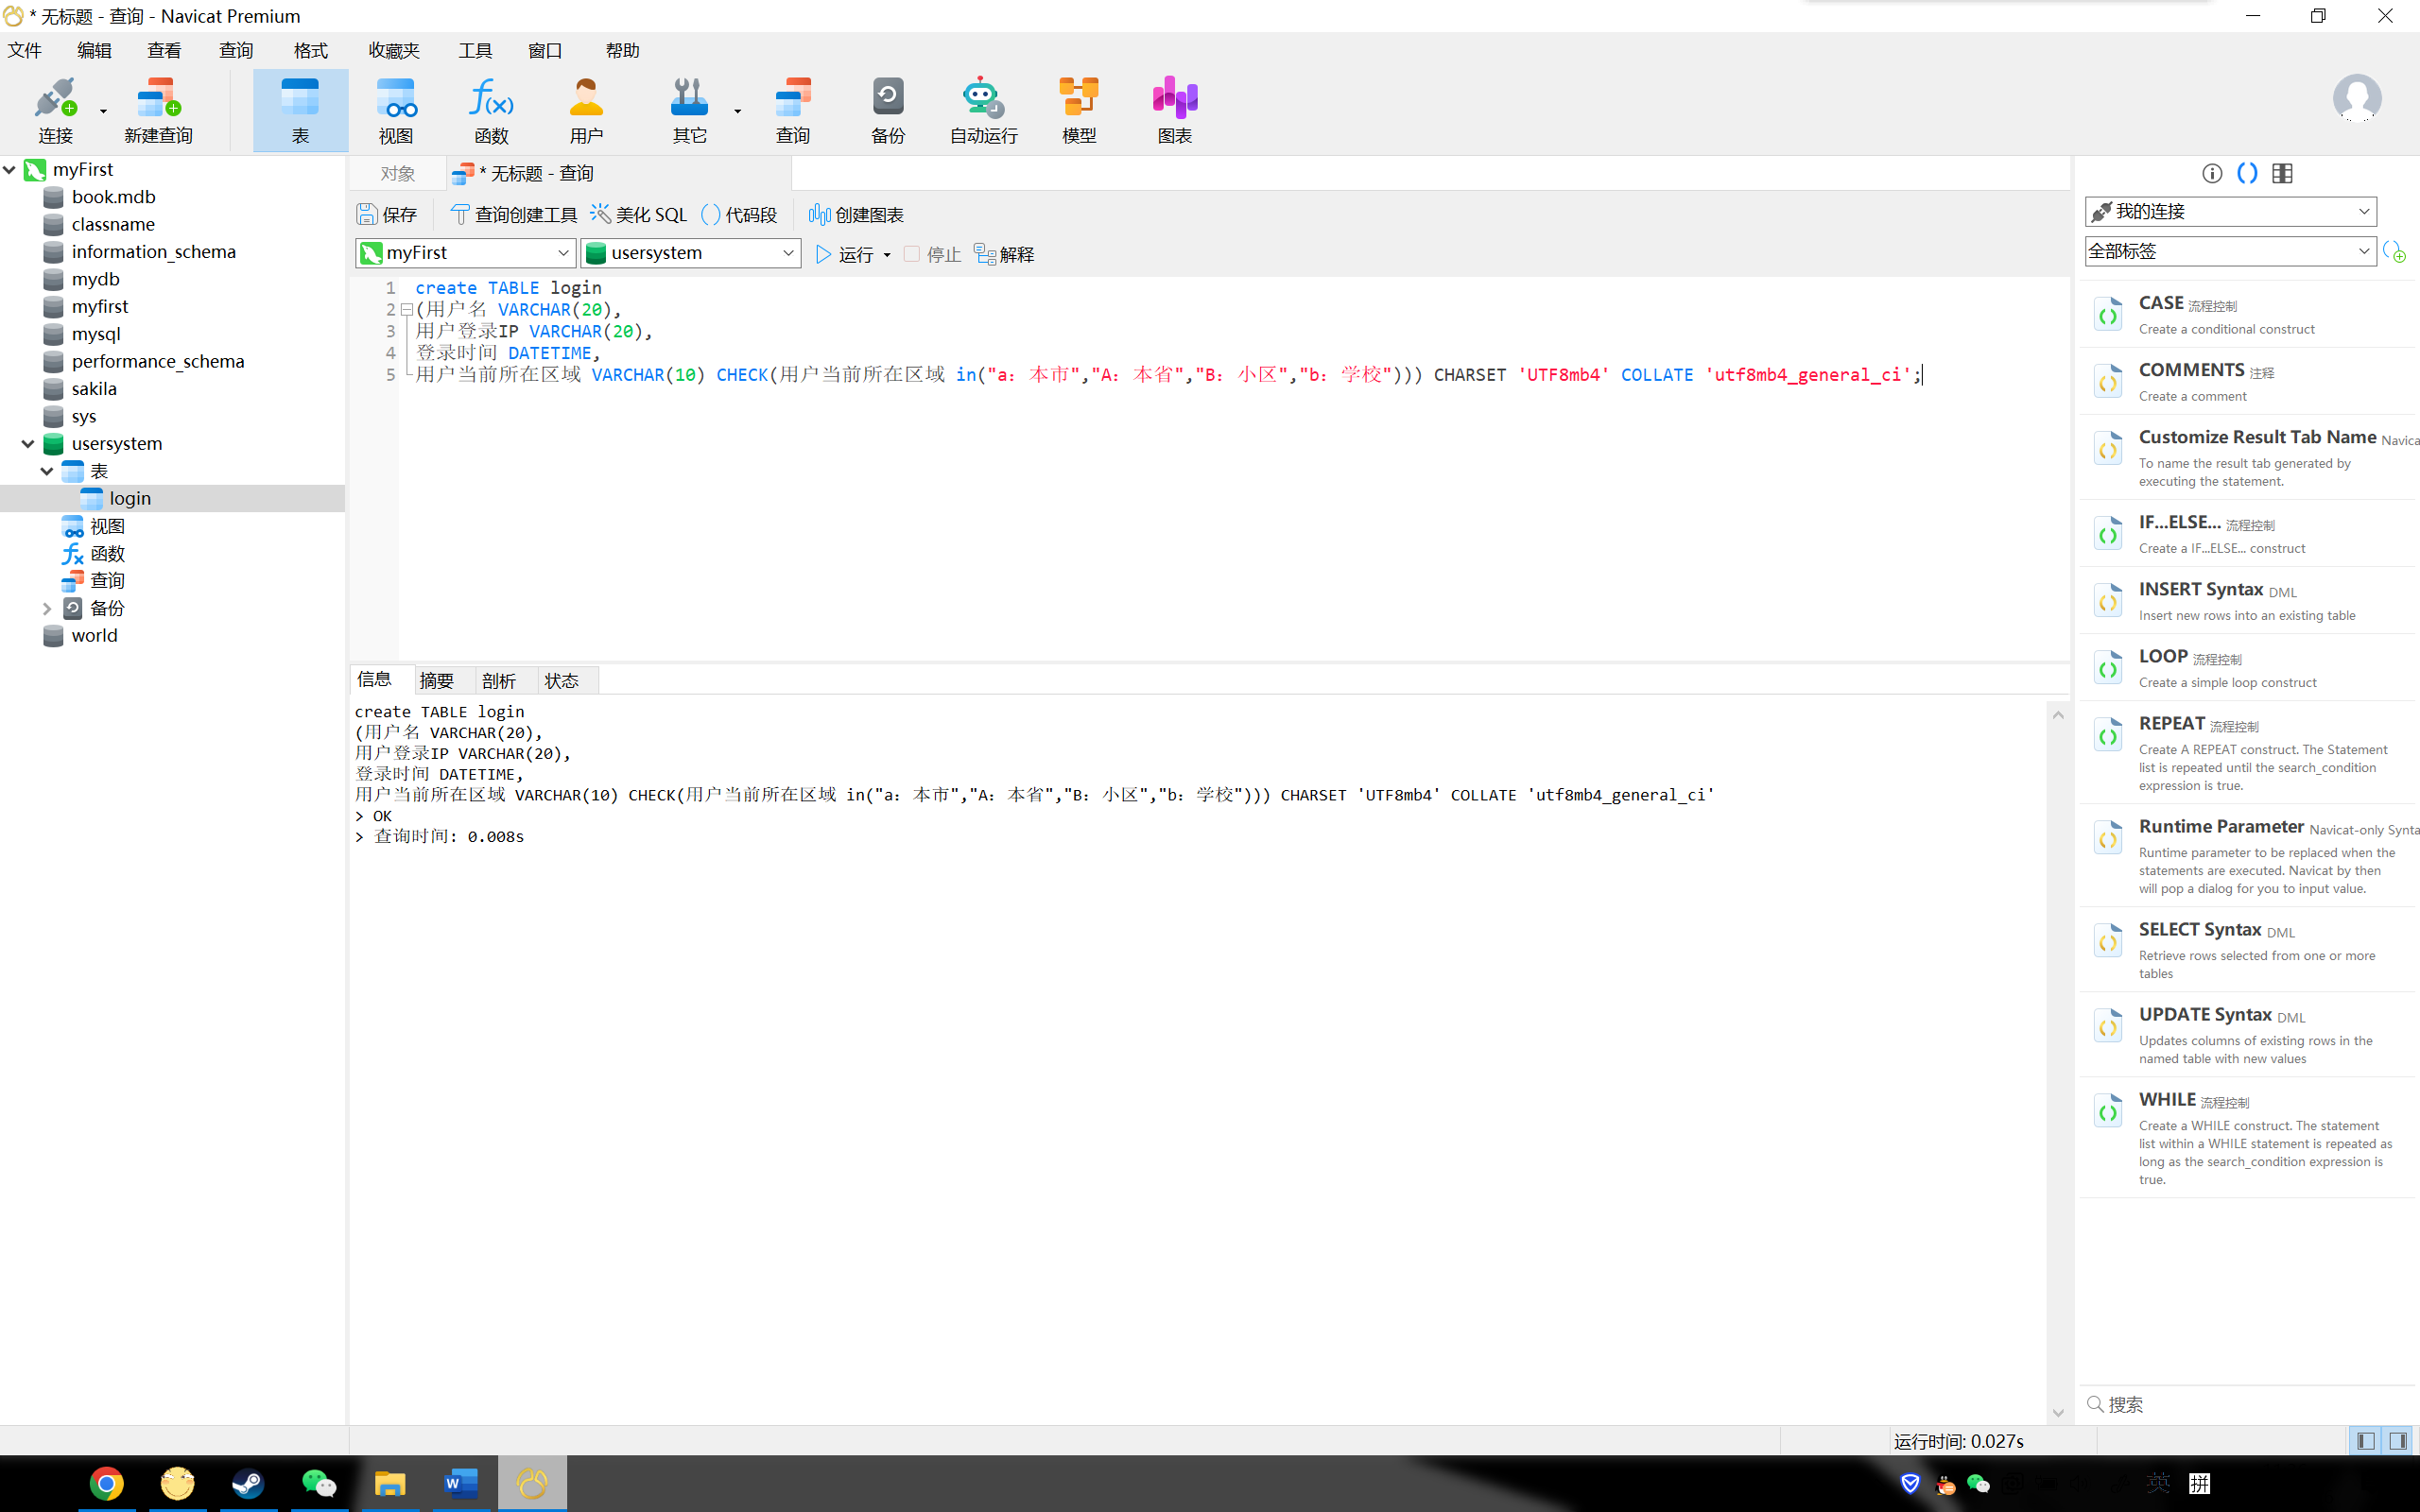 * 无标题 - 查询 - Navicat Premium
文件 编辑 查看 查询 格式 收藏夹 工具 窗口 帮助
连接 新建查询 表 视图 函数 用户 其它 查询 备份 自动运行 模型 图表
myFirst
book.mdb
classname
information_schema
mydb
myfirst
mysql
performance_schema
sakila
sys
usersystem
表
login
视图
函数
查询
备份
world
对象 * 无标题 - 查询
保存 查询创建工具 美化 SQL 代码段 创建图表
myFirst usersystem 运行 停止 解释
1 create TABLE login
2 (用户名 VARCHAR(20),
3 用户登录IP VARCHAR(20),
4 登录时间 DATETIME,
5 用户当前所在区域 VARCHAR(10) CHECK(用户当前所在区域 in("a：本市","A：本省","B：小区","b：学校"))) CHARSET 'UTF8mb4' COLLATE 'utf8mb4_general_ci';
信息 摘要 剖析 状态
create TABLE login
(用户名 VARCHAR(20),
用户登录IP VARCHAR(20),
登录时间 DATETIME,
用户当前所在区域 VARCHAR(10) CHECK(用户当前所在区域 in("a：本市","A：本省","B：小区","b：学校"))) CHARSET 'UTF8mb4' COLLATE 'utf8mb4_general_ci'
> OK
> 查询时间: 0.008s
我的连接
全部标签
CASE 流程控制
Create a conditional construct
COMMENTS 注释
Create a comment
Customize Result Tab Name Navica
To name the result tab generated by
executing the statement.
IF...ELSE... 流程控制
Create a IF...ELSE... construct
INSERT Syntax DML
Insert new rows into an existing table
LOOP 流程控制
Create a simple loop construct
REPEAT 流程控制
Create A REPEAT construct. The Statement
list is repeated until the search_condition
expression is true.
Runtime Parameter Navicat-only Synta
Runtime parameter to be replaced when the
statements are executed. Navicat by then
will pop a dialog for you to input value.
SELECT Syntax DML
Retrieve rows selected from one or more
tables
UPDATE Syntax DML
Updates columns of existing rows in the
named table with new values
WHILE 流程控制
Create a WHILE construct. The statement
list within a WHILE statement is repeated as
long as the search_condition expression is
true.
搜索
运行时间: 0.027s
英 拼